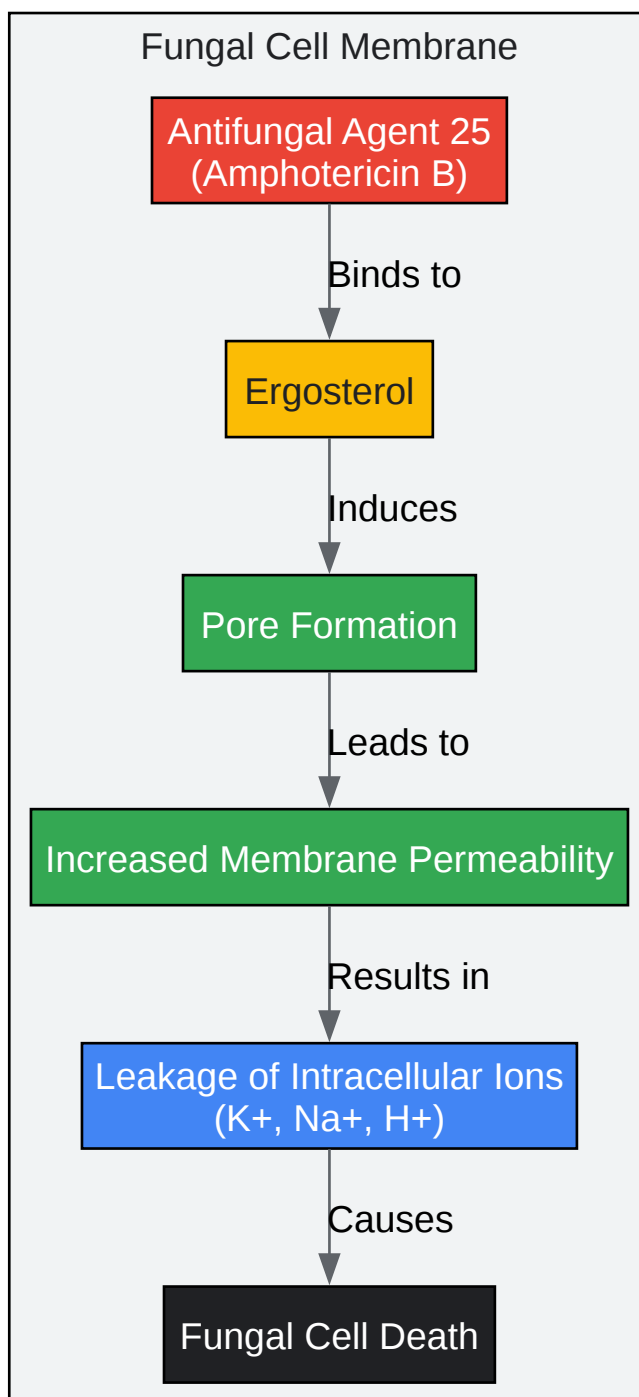 Fungal Cell Membrane
Antifungal Agent 25
(Amphotericin B)
Binds to
Ergosterol
Induces
Pore Formation
Leads to
Increased Membrane Permeability
Results in
Leakage of Intracellular Ions
(K+, Na+, H+)
Causes
Fungal Cell Death